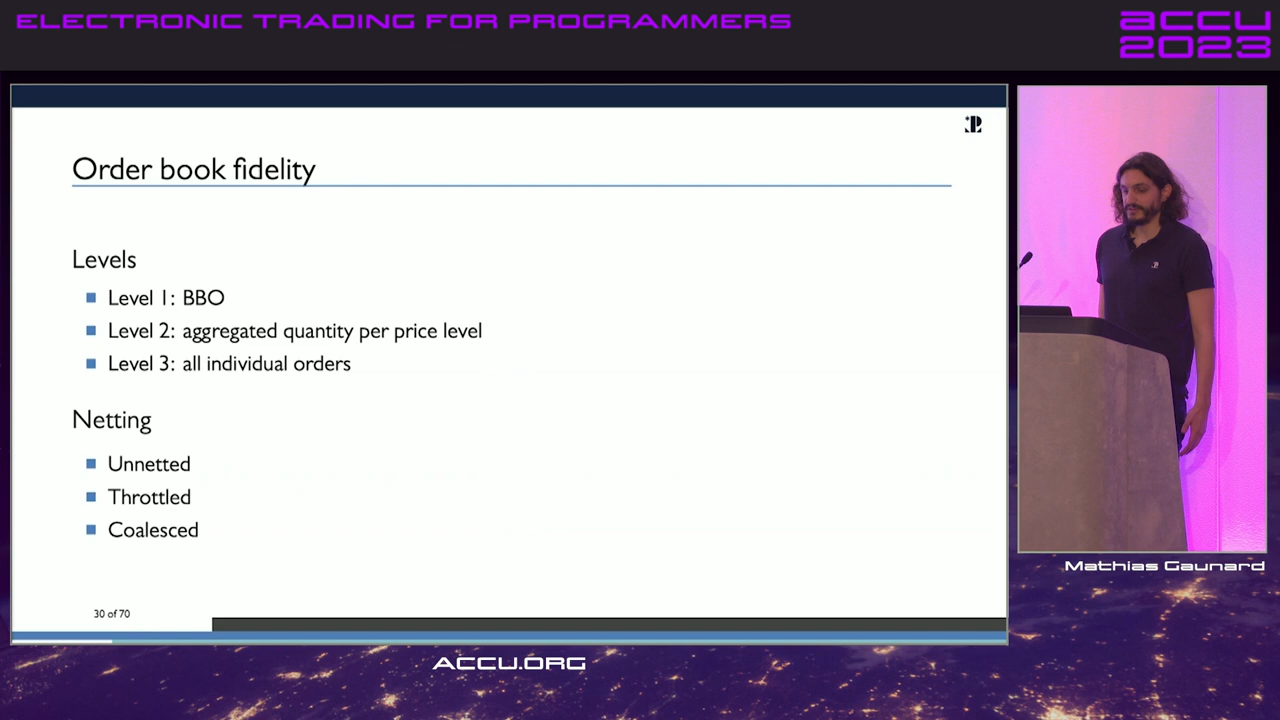 ELECTRONIC TRADING FOR PROGRAMMERS
accu
2023
Order book fidelity
Levels
Level 1: BBO
Level 2: aggregated quantity per price level
Level 3: all individual orders
Netting
Unnetted
Throttled
Coalesced
30 of 70
Mathias Gaunard
ACCU.ORG